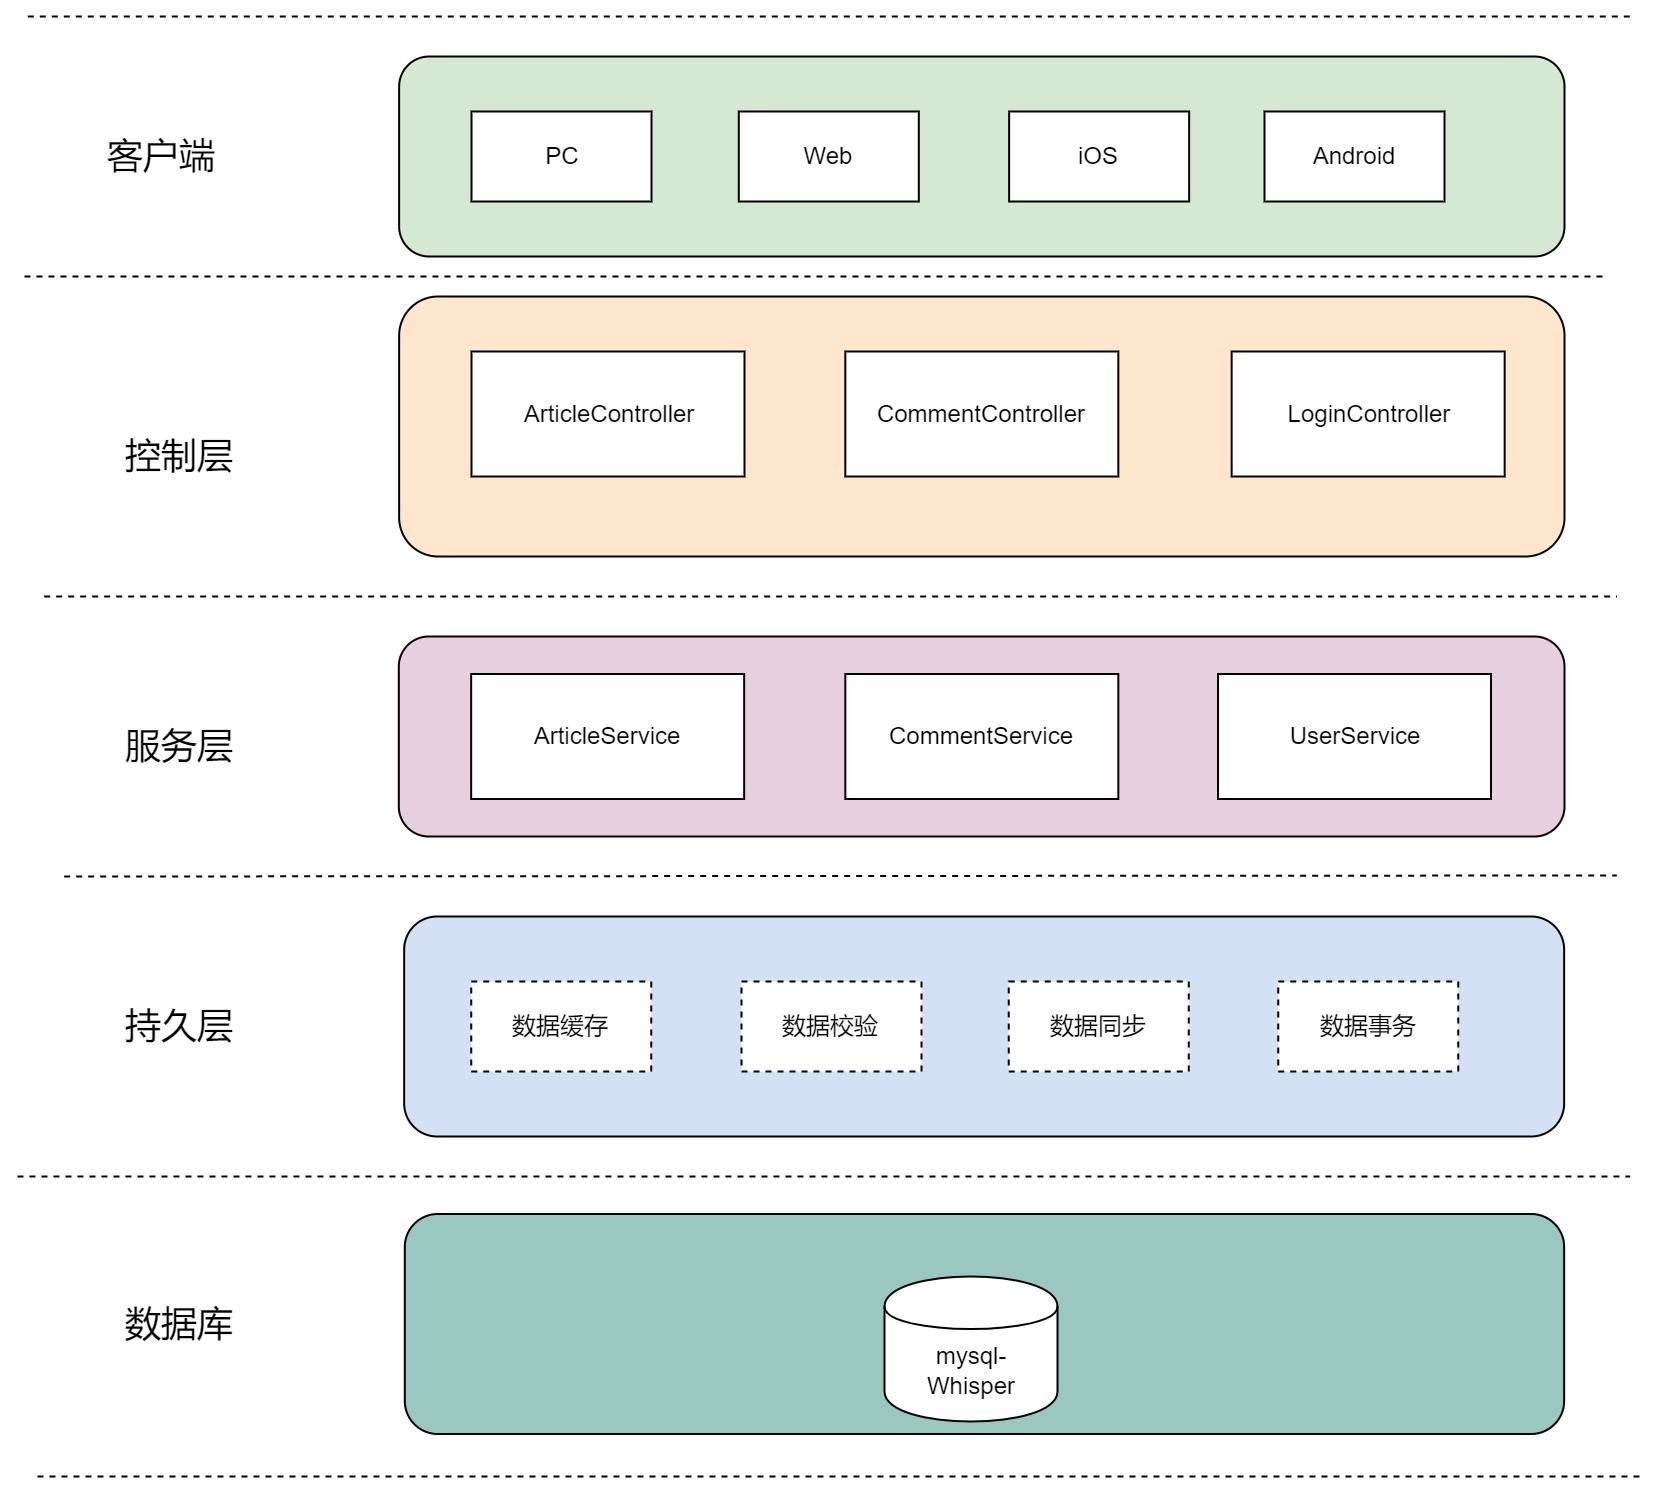 客户端
PC
Web
iOS
Android
控制层
ArticleController
CommentController
LoginController
服务层
ArticleService
CommentService
UserService
持久层
数据缓存
数据校验
数据同步
数据事务
数据库
mysql-
Whisper